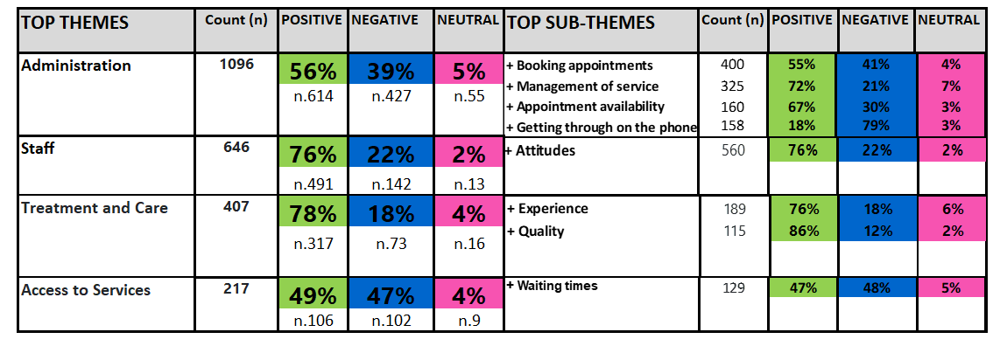 TOP THEMES Count (n) POSITIVE NEGATIVE NEUTRAL TOP SUB-THEMES Count (n) POSITIVE NEGATIVE NEUTRAL
Administration 1096 56% 39% 5% + Booking appointments 400 55% 41% 4%
n.614 n.427 n.55 + Management of service 325 72% 21% 7%
+ Appointment availability 160 67% 30% 3%
+ Getting through on the phone 158 18% 79% 3%
Staff 646 76% 22% 2% + Attitudes 560 76% 22% 2%
n.491 n.142 n.13
Treatment and Care 407 78% 18% 4% + Experience 189 76% 18% 6%
n.317 n.73 n.16 + Quality 115 86% 12% 2%
Access to Services 217 49% 47% 4% + Waiting times 129 47% 48% 5%
n.106 n.102 n.9